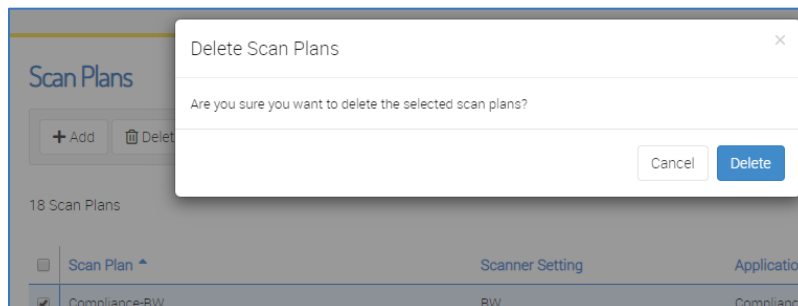 Delete Scan Plans
×
Scan Plans
Are you sure you want to delete the selected scan plans?
+ Add Delet
Cancel Delete
18 Scan Plans
Scan Plan Scanner Setting Applicatio
Compliance-BW BW Complianc